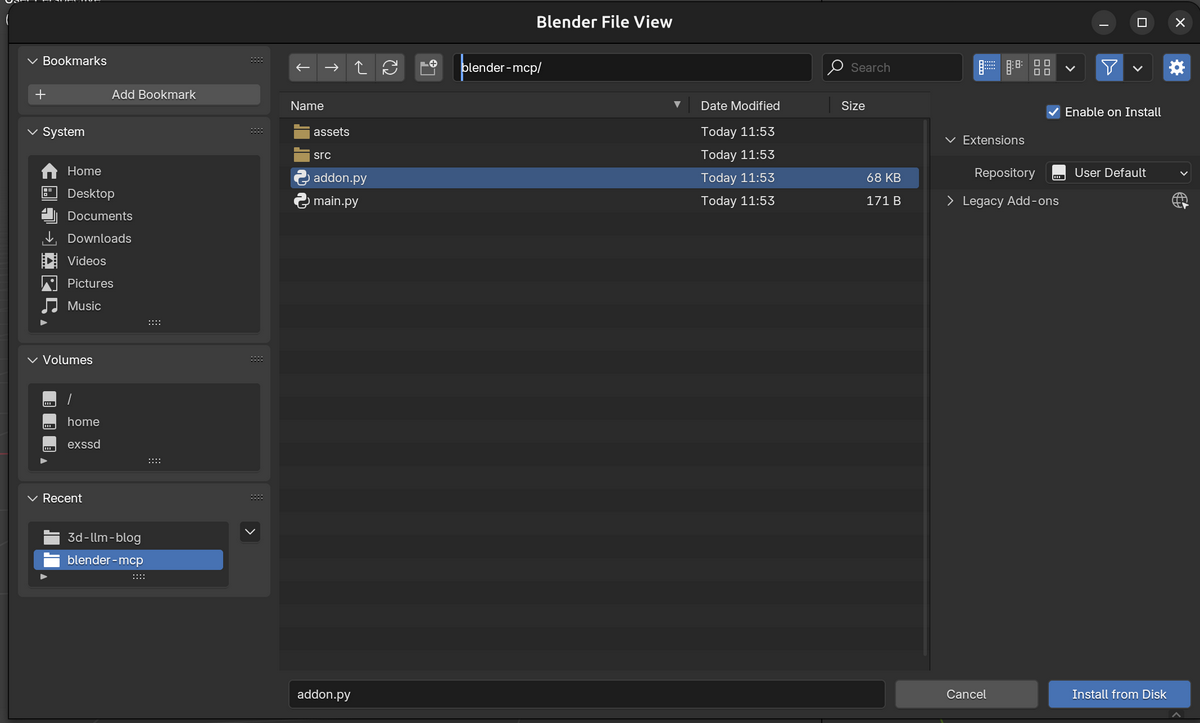 Blender File View
Bookmarks
Add Bookmark
System
Home
Desktop
Documents
Downloads
Videos
Pictures
Music
Volumes
/
home
exssd
Recent
3d-llm-blog
blender-mcp
blender-mcp/
Search
Name Date Modified Size
assets Today 11:53
src Today 11:53
addon.py Today 11:53 68 KB
main.py Today 11:53 171 B
Enable on Install
Extensions
Repository User Default
Legacy Add-ons
addon.py
Cancel
Install from Disk